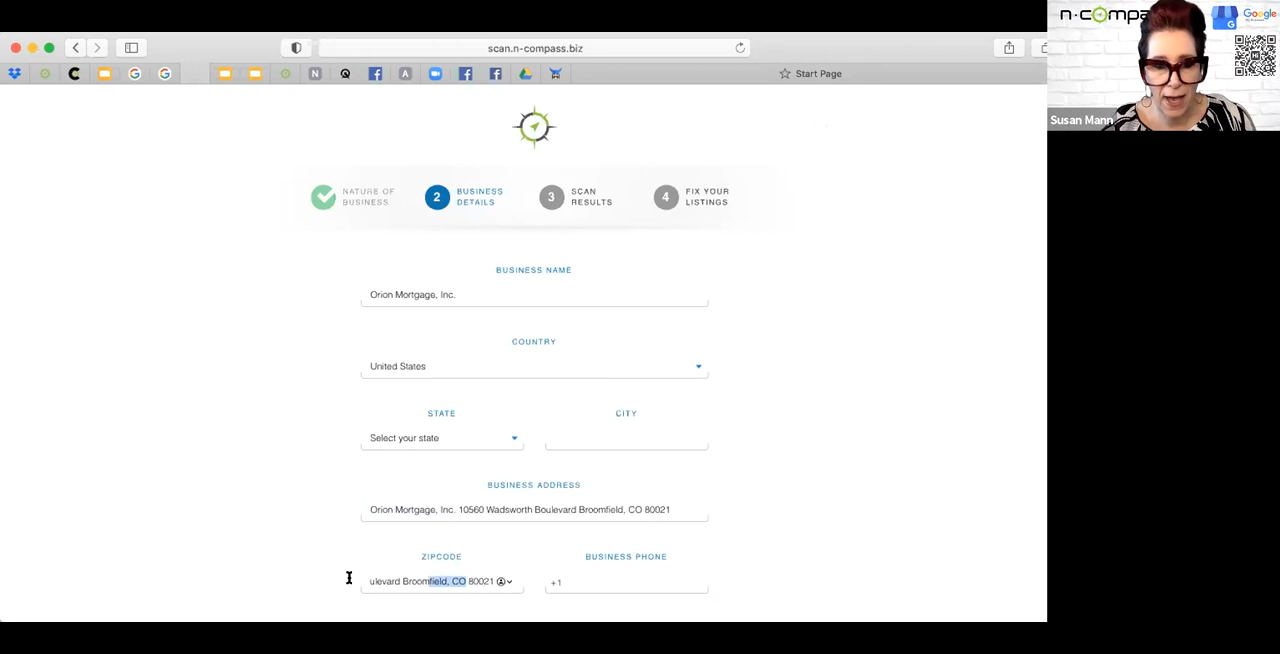 n·compa
Google
scan.n-compass.biz
Start Page
Susan Mann
NATURE OF
BUSINESS
2
BUSINESS
DETAILS
3
SCAN
RESULTS
4
FIX YOUR
LISTINGS
BUSINESS NAME
Orion Mortgage, Inc.
COUNTRY
United States
STATE
CITY
Select your state
BUSINESS ADDRESS
Orion Mortgage, Inc. 10560 Wadsworth Boulevard Broomfield, CO 80021
ZIPCODE
BUSINESS PHONE
ulevard Broomfield, CO 80021
+1